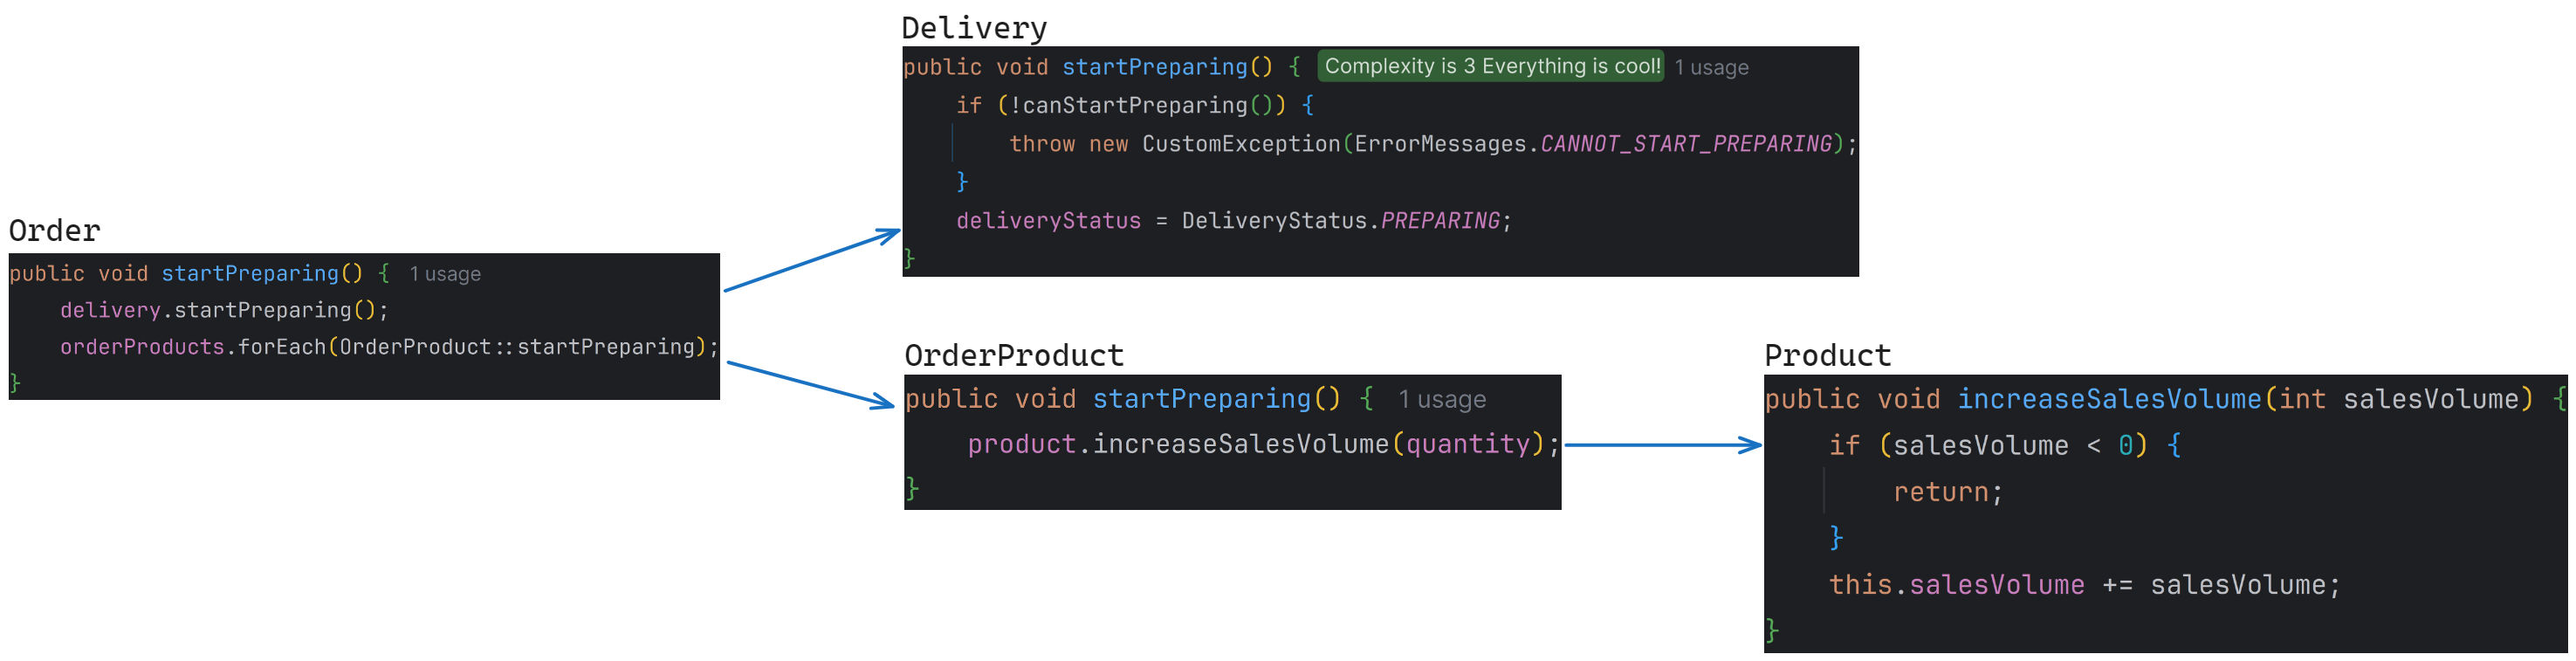 Delivery
public void startPreparing() { Complexity is 3 Everything is cool! 1 usage
if (!canStartPreparing()) {
throw new CustomException(ErrorMessages.CANNOT_START_PREPARING);
}
deliveryStatus = DeliveryStatus.PREPARING;
}
Order
public void startPreparing() { 1 usage
delivery.startPreparing();
orderProducts.forEach(OrderProduct::startPreparing);
}
OrderProduct
public void startPreparing() { 1 usage
product.increaseSalesVolume(quantity);
}
Product
public void increaseSalesVolume(int salesVolume) {
if (salesVolume < 0) {
return;
}
this.salesVolume += salesVolume;
}